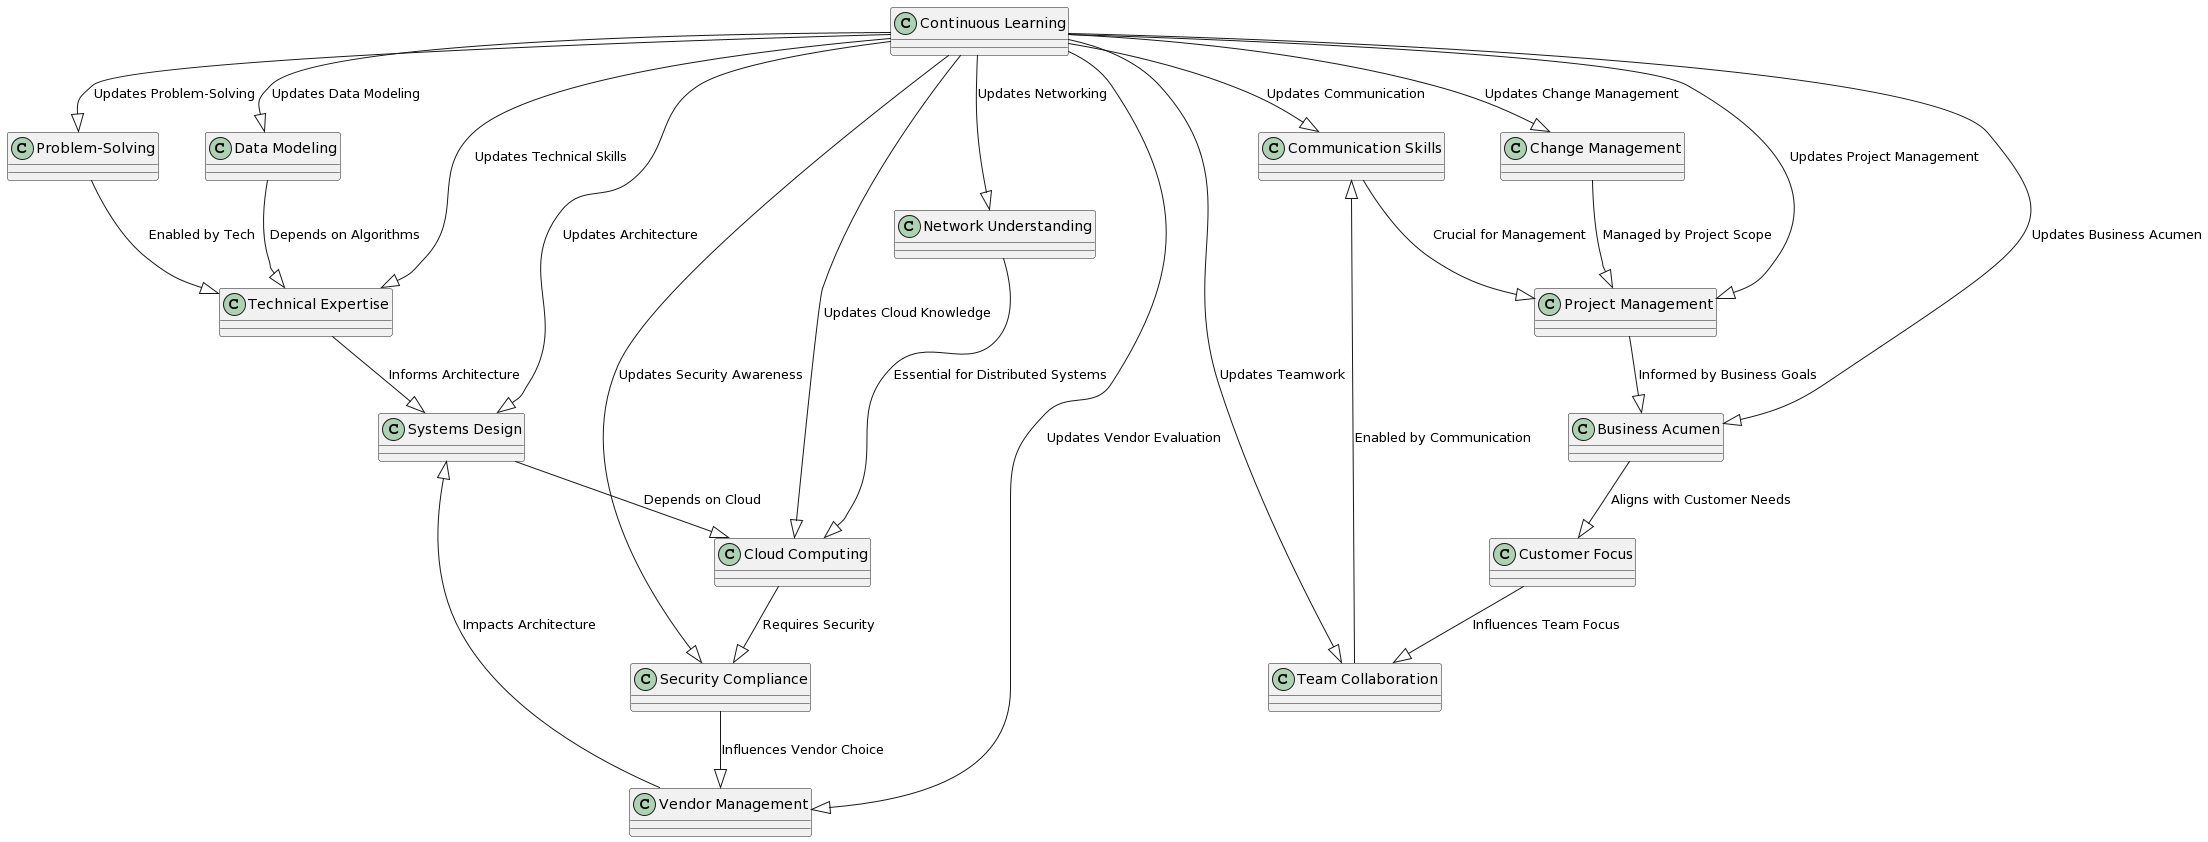 C Continuous Learning
Updates Problem-Solving
Updates Data Modeling
Updates Networking
Updates Communication
Updates Change Management
C Problem-Solving
C Data Modeling
C Communication Skills
C Change Management
Updates Technical Skills
Updates Project Management
C Network Understanding
Enabled by Tech
Depends on Algorithms
Updates Architecture
Crucial for Management
Managed by Project Scope
Updates Business Acumen
C Technical Expertise
C Project Management
Updates Cloud Knowledge
Informs Architecture
Updates Security Awareness
Essential for Distributed Systems
Updates Teamwork
Informed by Business Goals
C Systems Design
C Business Acumen
Updates Vendor Evaluation
Enabled by Communication
Depends on Cloud
Aligns with Customer Needs
C Cloud Computing
C Customer Focus
Impacts Architecture
Requires Security
Influences Team Focus
C Security Compliance
C Team Collaboration
Influences Vendor Choice
C Vendor Management